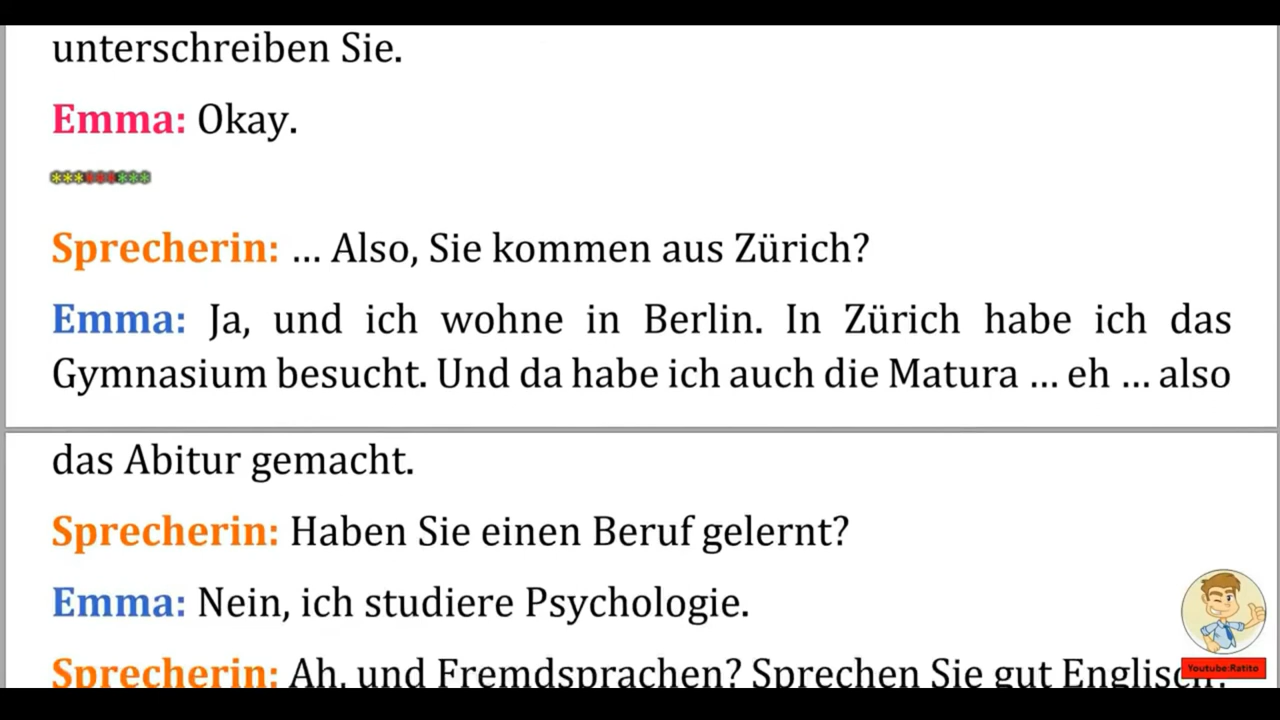 unterschreiben Sie.
Emma: Okay.
*********
Sprecherin: ... Also, Sie kommen aus Zürich?
Emma: Ja, und ich wohne in Berlin. In Zürich habe ich das
Gymnasium besucht. Und da habe ich auch die Matura ... eh ... also
das Abitur gemacht.
Sprecherin: Haben Sie einen Beruf gelernt?
Emma: Nein, ich studiere Psychologie.
Sprecherin: Ah, und Fremdsprachen? Sprechen Sie gut Englisch?
Youtube:Ratito